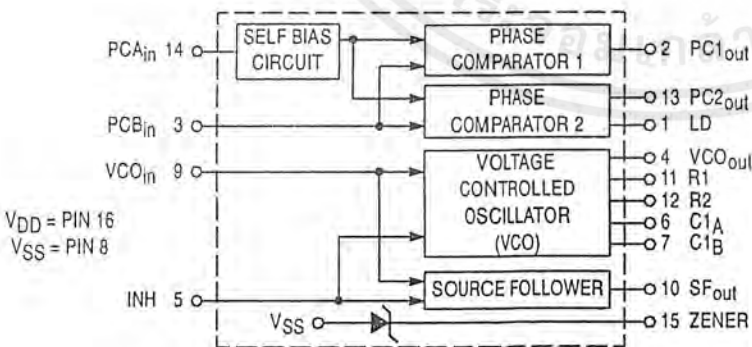 PCAin 14
SELF BIAS
CIRCUIT
PHASE
COMPARATOR 1
2 PC1out
PHASE
COMPARATOR 2
13 PC2out
1 LD
PCBin 3
VCOin 9
VOLTAGE
CONTROLLED
OSCILLATOR
(VCO)
4 VCOout
11 R1
12 R2
6 C1A
7 C1B
VDD = PIN 16
VSS = PIN 8
INH 5
SOURCE FOLLOWER
10 SFout
VSS
15 ZENER